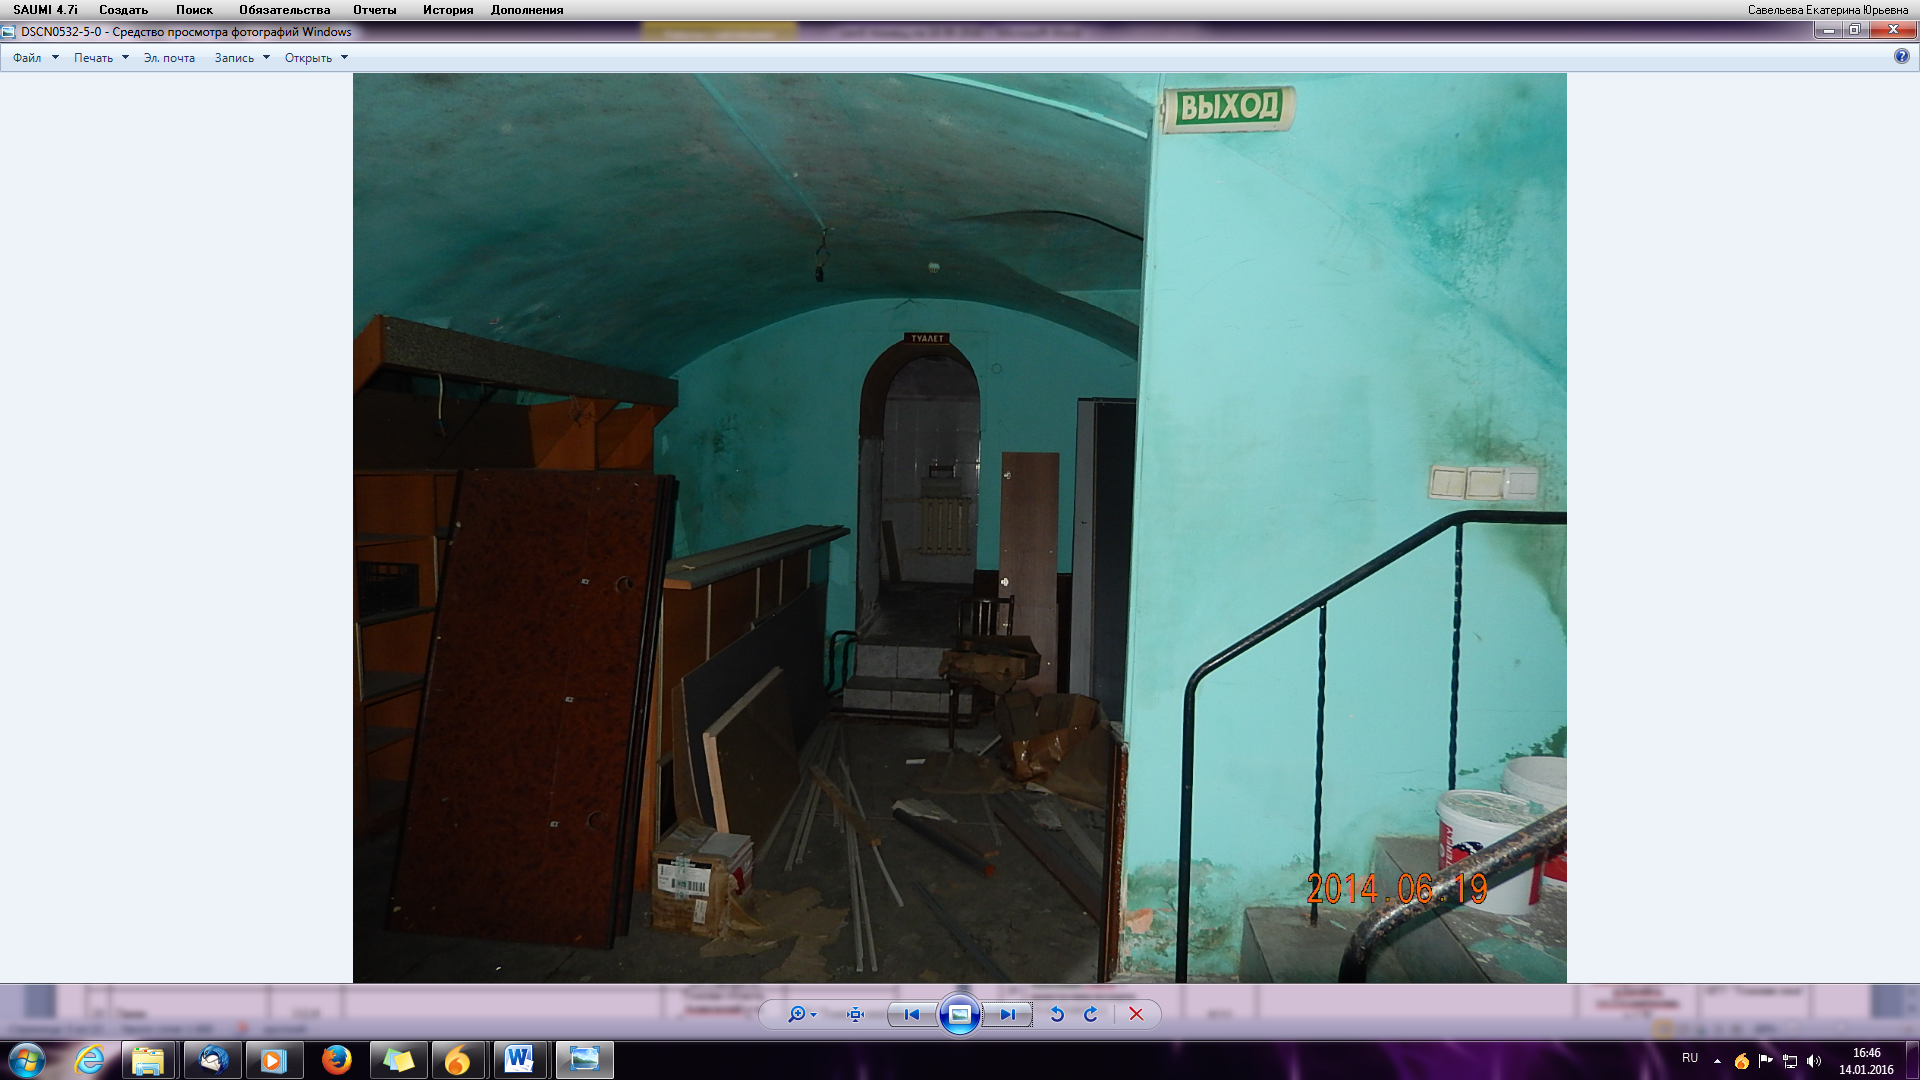 SAUMI 4.7i Создать Поиск Обязательства Отчеты История Дополнения Савельева Екатерина Юрьевна
DSCN0532-5-0 - Средство просмотра фотографий Windows
Файл Печать Эл. почта Запись Открыть
ВЫХОД
ТУАЛЕТ
2014.06.19
RU
16:46
14.01.2016